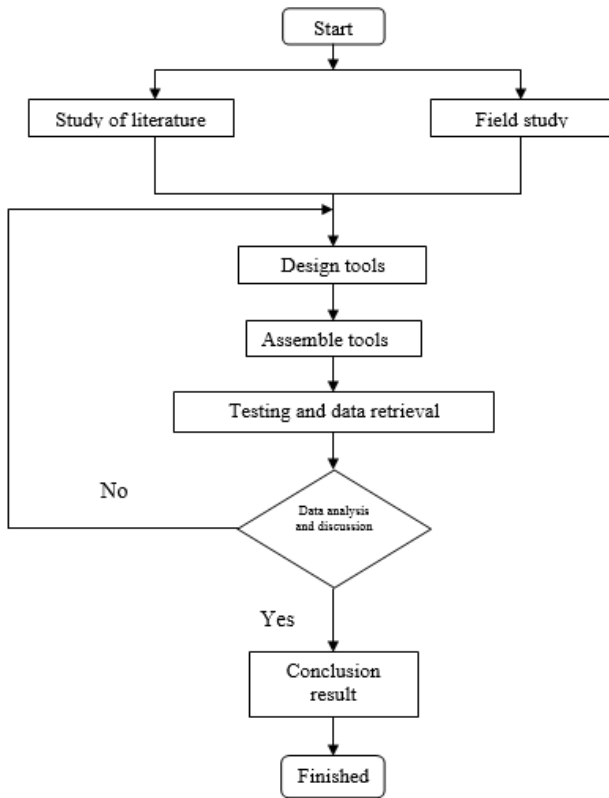 Start
Study of literature
Field study
Design tools
Assemble tools
Testing and data retrieval
No
Data analysis
and discussion
Yes
Conclusion
result
Finished